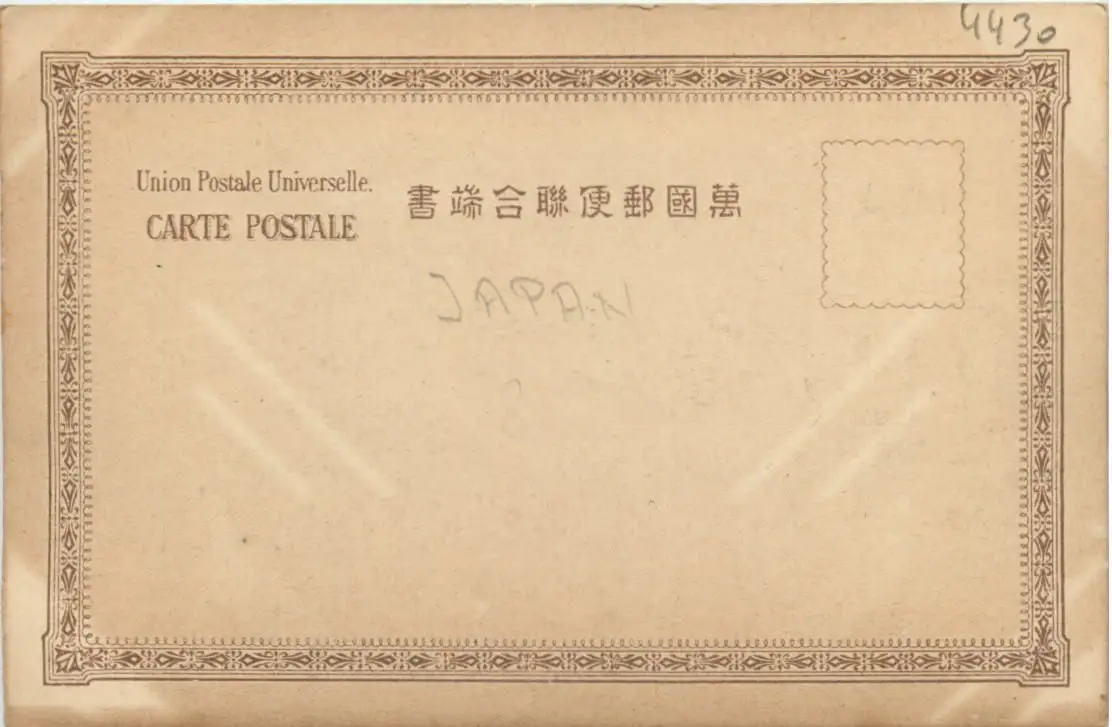 4430
Union Postale Universelle.
CARTE POSTALE
書端合聯便郵國萬
JAPAN